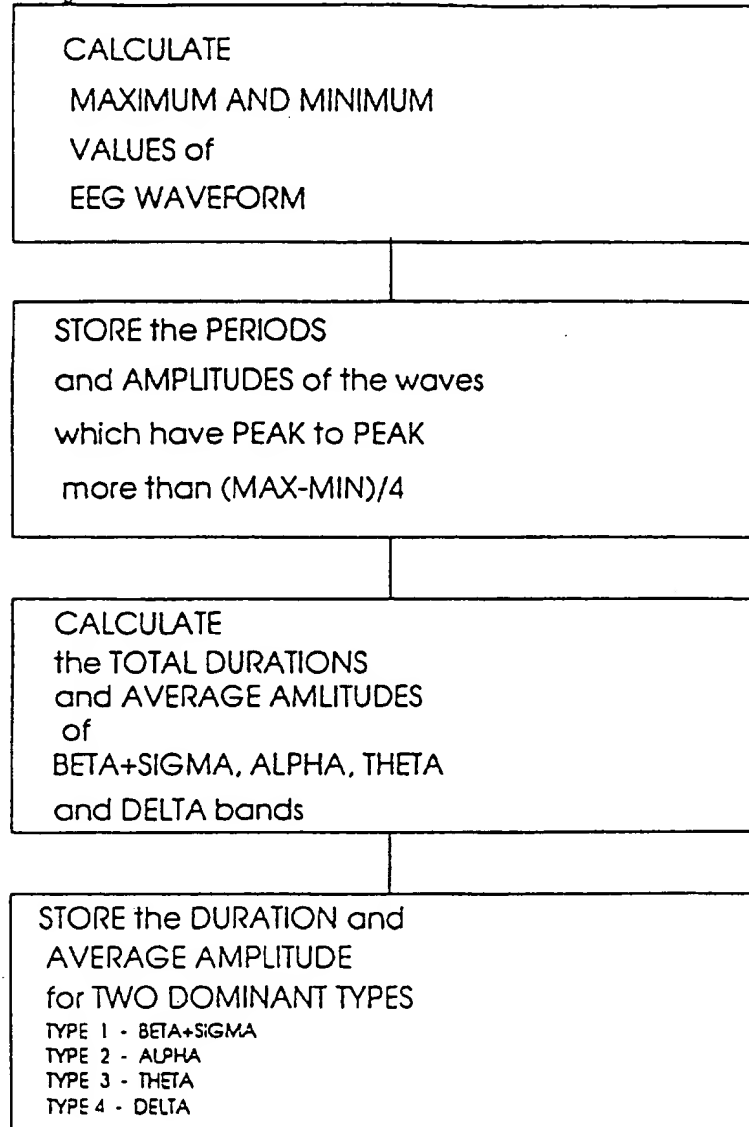 CALCULATE
MAXIMUM AND MINIMUM
VALUES of
EEG WAVEFORM
STORE the PERIODS
and AMPLITUDES of the waves
which have PEAK to PEAK
more than (MAX-MIN)/4
CALCULATE
the TOTAL DURATIONS
and AVERAGE AMLITUDES
of
BETA+SIGMA, ALPHA, THETA
and DELTA bands
STORE the DURATION and
AVERAGE AMPLITUDE
for TWO DOMINANT TYPES
TYPE 1 - BETA+SIGMA
TYPE 2 - ALPHA
TYPE 3 - THETA
TYPE 4 - DELTA